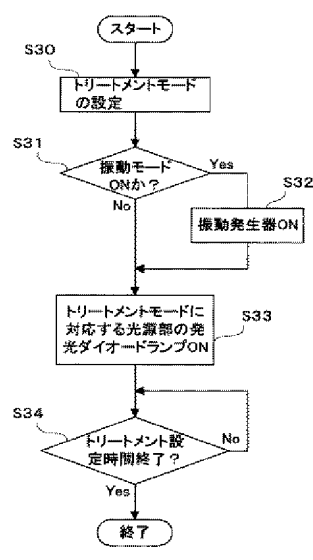 スタート
S30
トリートメントモード
の設定
S31
振動モード
ONか？
Yes
No
S32
振動発生器ON
トリートメントモードに
対応する光源部の発
光ダイオードランプON
S33
S34
トリートメント設
定時間終了？
No
Yes
終了